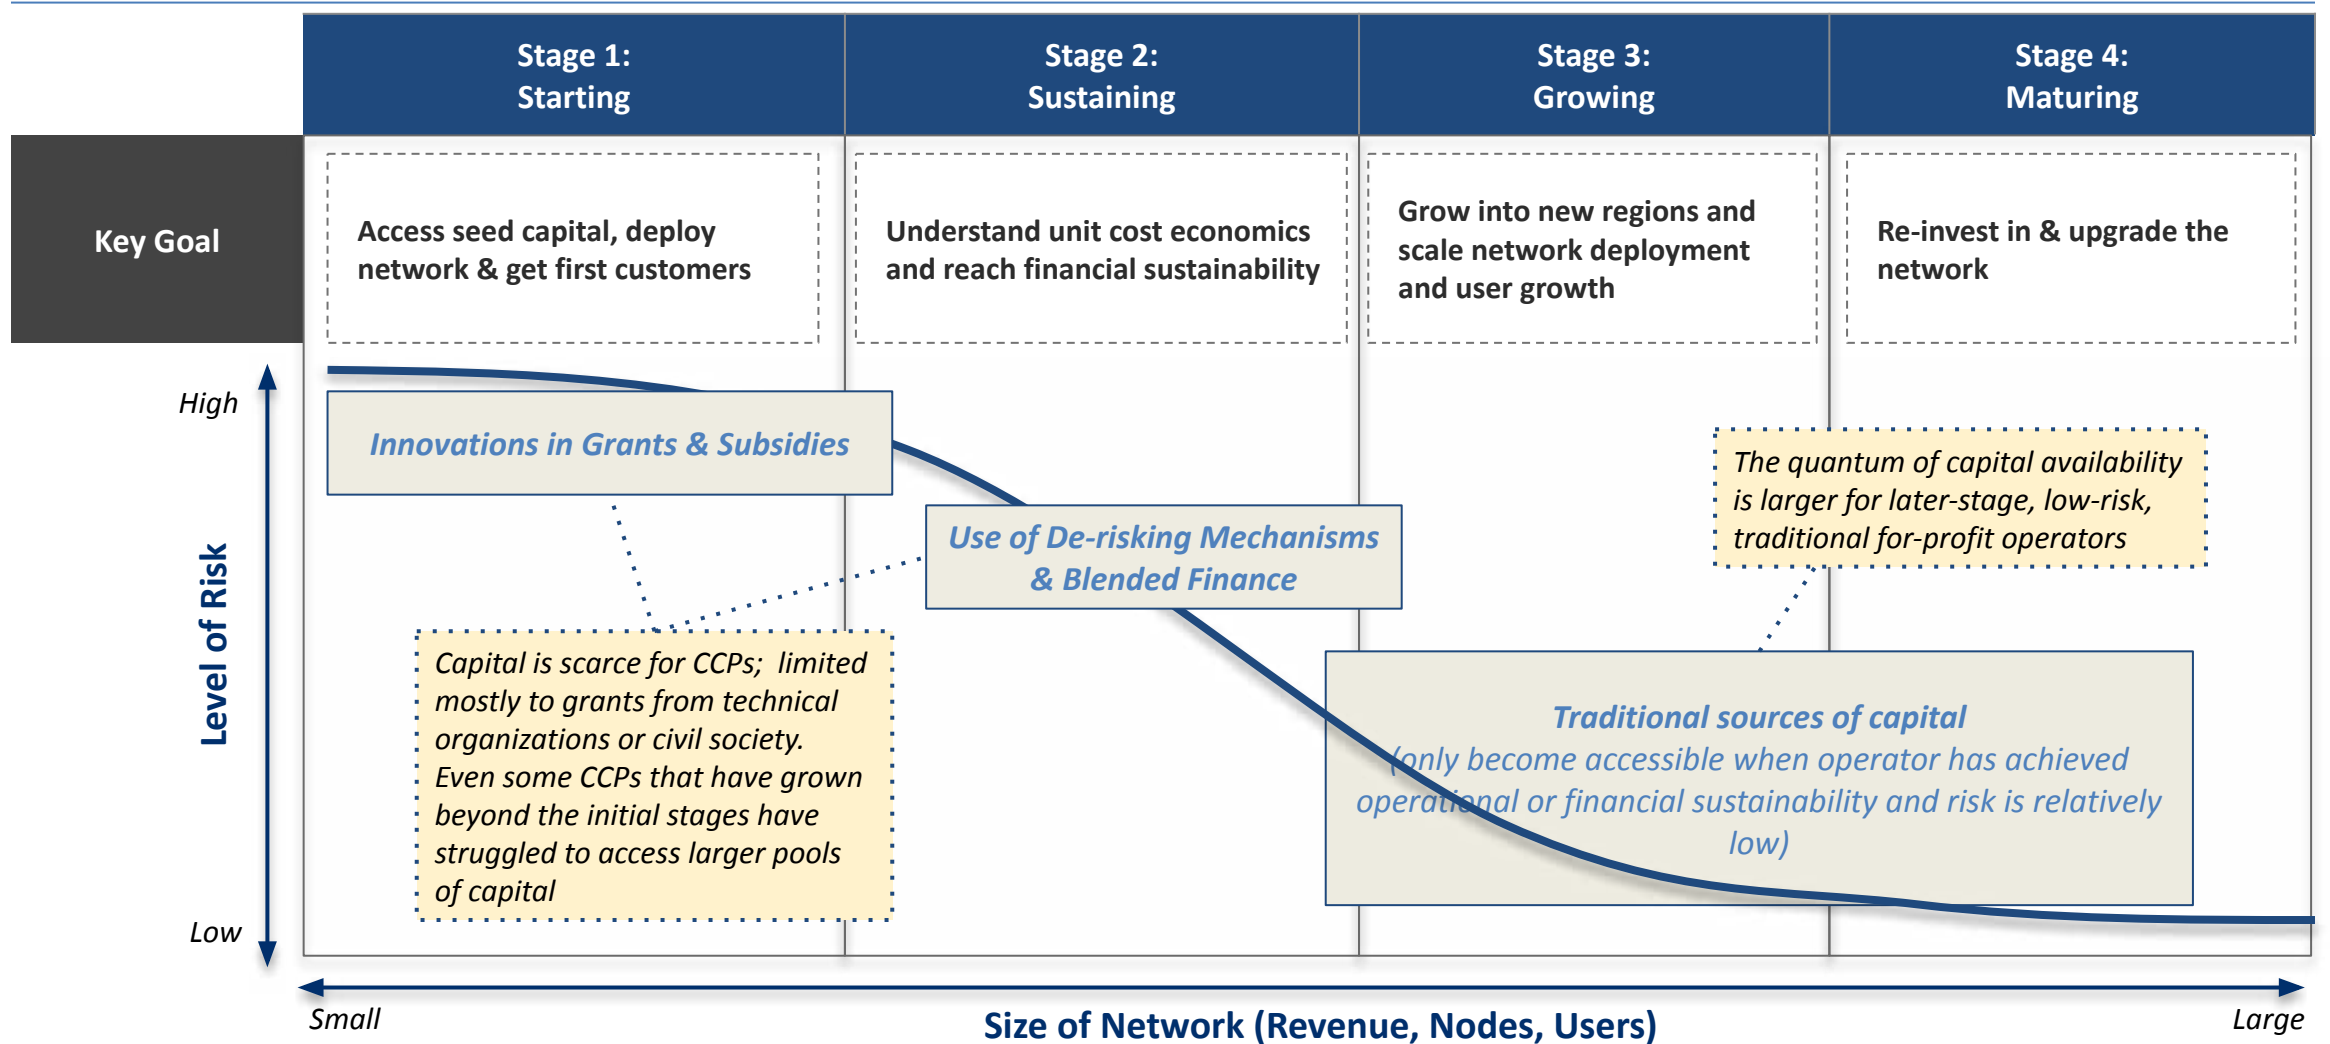 Stage 1:
Starting
Stage 2:
Sustaining
Stage 3:
Growing
Stage 4:
Maturing
Key Goal
Access seed capital, deploy
network & get first customers
Understand unit cost economics
and reach financial sustainability
Grow into new regions and
scale network deployment
and user growth
Re-invest in & upgrade the
network
High
Level of Risk
Low
Innovations in Grants & Subsidies
Use of De-risking Mechanisms
& Blended Finance
The quantum of capital availability
is larger for later-stage, low-risk,
traditional for-profit operators
Capital is scarce for CCPs;  limited
mostly to grants from technical
organizations or civil society.
Even some CCPs that have grown
beyond the initial stages have
struggled to access larger pools
of capital
Traditional sources of capital
(only become accessible when operator has achieved
operational or financial sustainability and risk is relatively
low)
Small
Size of Network (Revenue, Nodes, Users)
Large